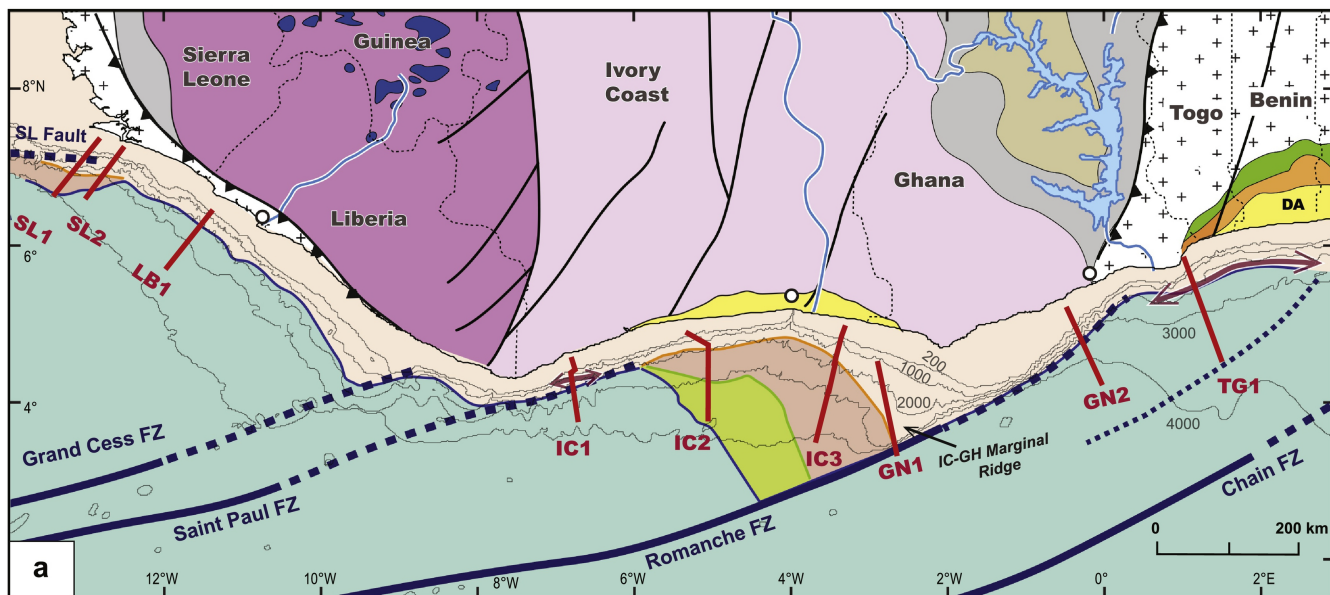 Guinea
Sierra
Leone
Ivory
Coast
8°N
Togo
Benin
SL Fault
Ghana
Liberia
DA
SL1
SL2
LB1
6°
3000
200
1000
2000
TG1
GN2
4°
4000
IC1
IC2
IC3
GN1
IC-GH Marginal
Ridge
Grand Cess FZ
Saint Paul FZ
Romanche FZ
Chain FZ
0
200 km
a
12°W
10°W
8°W
6°W
4°W
2°W
0°
2°E